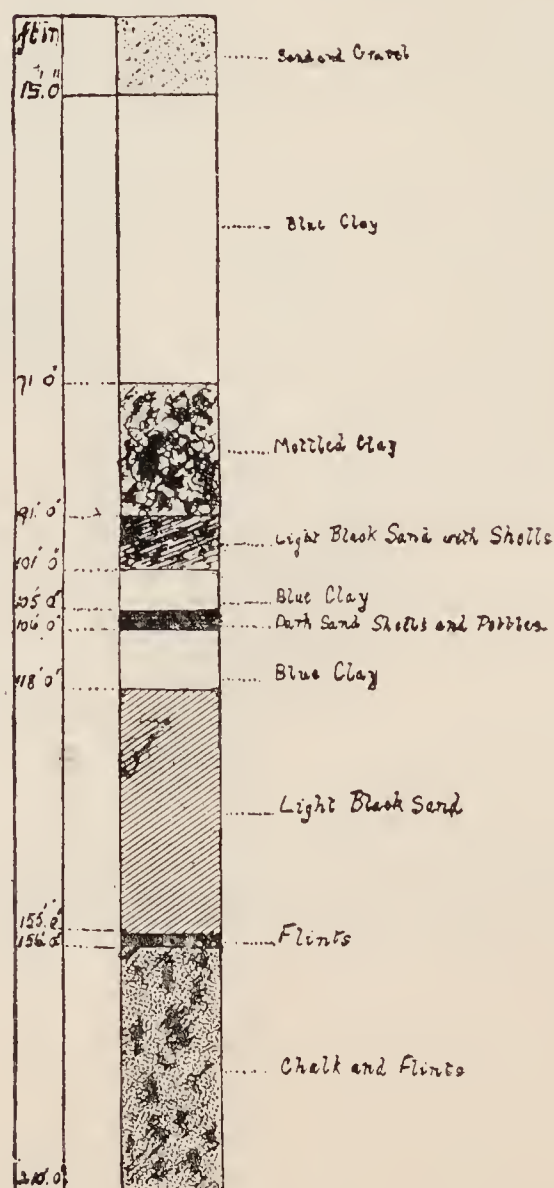 ft in
Sand and Gravel
15.0
Blue Clay
71.0
Mottled Clay
91.0
Light Black Sand with Shells
101.0
Blue Clay
105.0
Dark Sand Shells and Pebbles
106.0
Blue Clay
118.0
Light Black Sand
155.0
Flints
156.0
Chalk and Flints